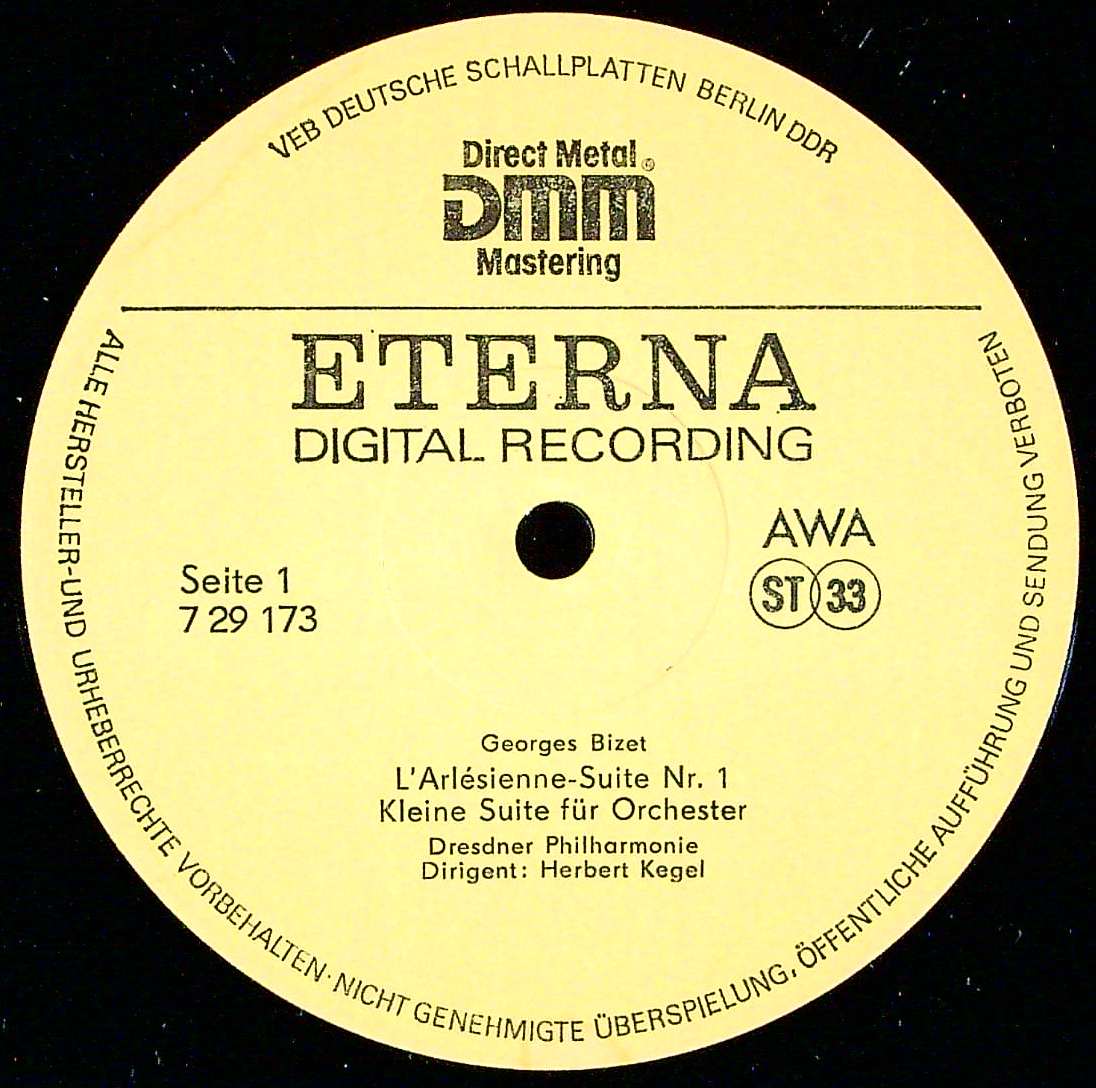 VEB DEUTSCHE SCHALLPLATTEN BERLIN DDR
Direct Metal ®
DMM
Mastering
ETERNA
DIGITAL RECORDING
AWA
ST 33
Seite 1
7 29 173
Georges Bizet
L'Arlésienne-Suite Nr. 1
Kleine Suite für Orchester
Dresdner Philharmonie
Dirigent: Herbert Kegel
ALLE HERSTELLER-UND URHEBERRECHTE VORBEHALTEN · NICHT GENEHMIGTE ÜBERSPIELUNG, ÖFFENTLICHE AUFFÜHRUNG UND SENDUNG VERBOTEN